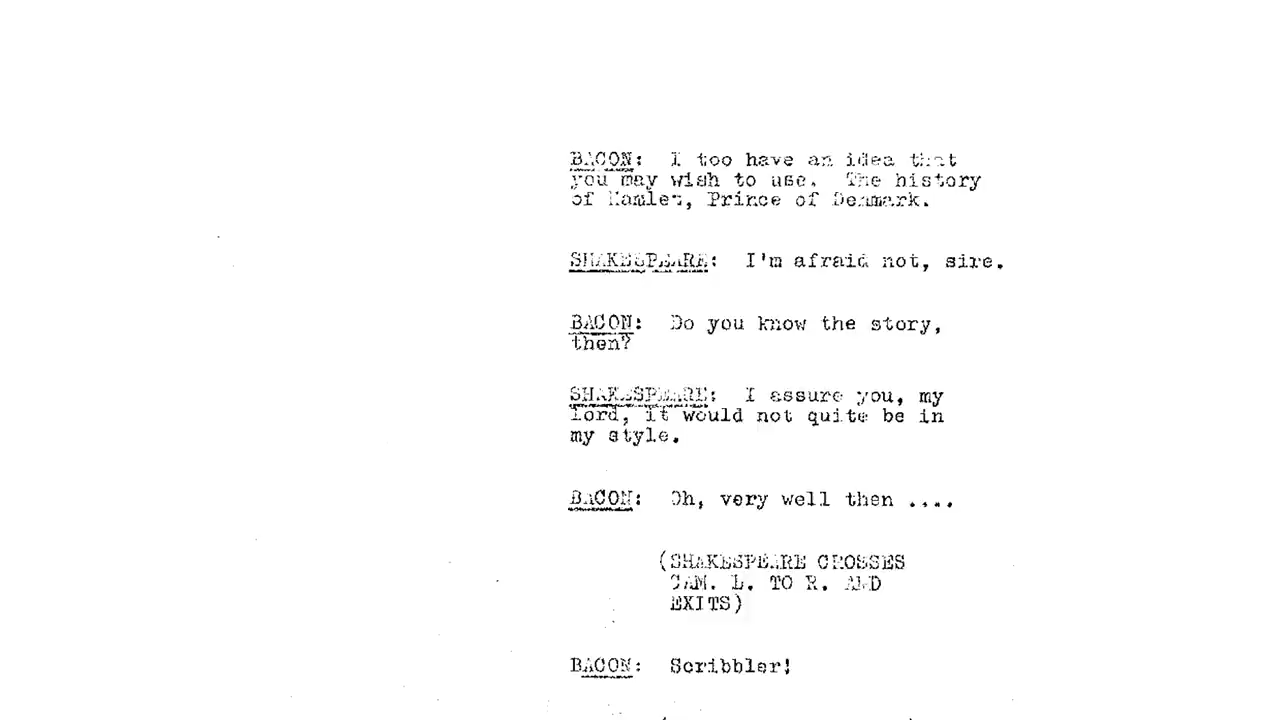 BACON: I too have an idea that
you may wish to use. The history
of Hamlet, Prince of Denmark.
SHAKESPEARE: I'm afraid not, sire.
BACON: Do you know the story,
then?
SHAKESPEARE: I assure you, my
lord, it would not quite be in
my style.
BACON: Oh, very well then ....
(SHAKESPEARE CROSSES
CAM. L. TO R. AND
EXITS)
BACON: Scribbler!